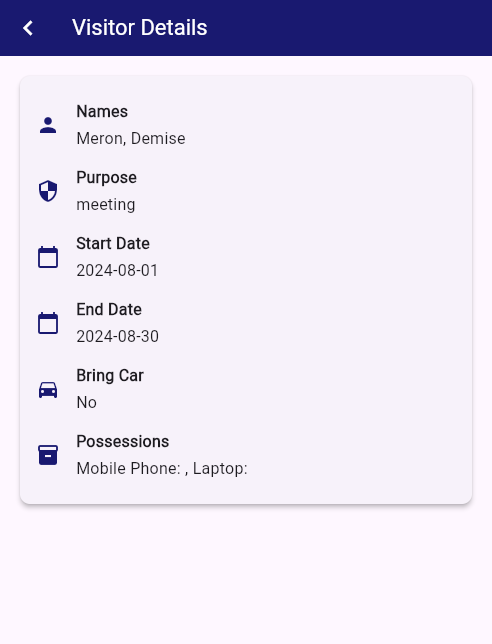 Visitor Details
Names
Meron, Demise
Purpose
meeting
Start Date
2024-08-01
End Date
2024-08-30
Bring Car
No
Possessions
Mobile Phone: , Laptop: